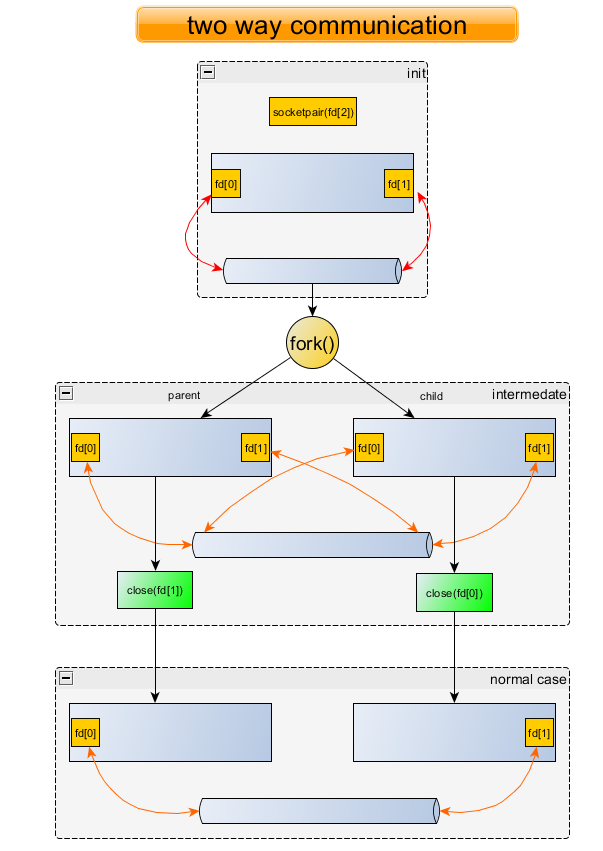 two way communication
init
socketpair(fd[2])
fd[0]
fd[1]
fork()
parent
child
intermedate
fd[0]
fd[1]
fd[0]
fd[1]
close(fd[1])
close(fd[0])
normal case
fd[0]
fd[1]